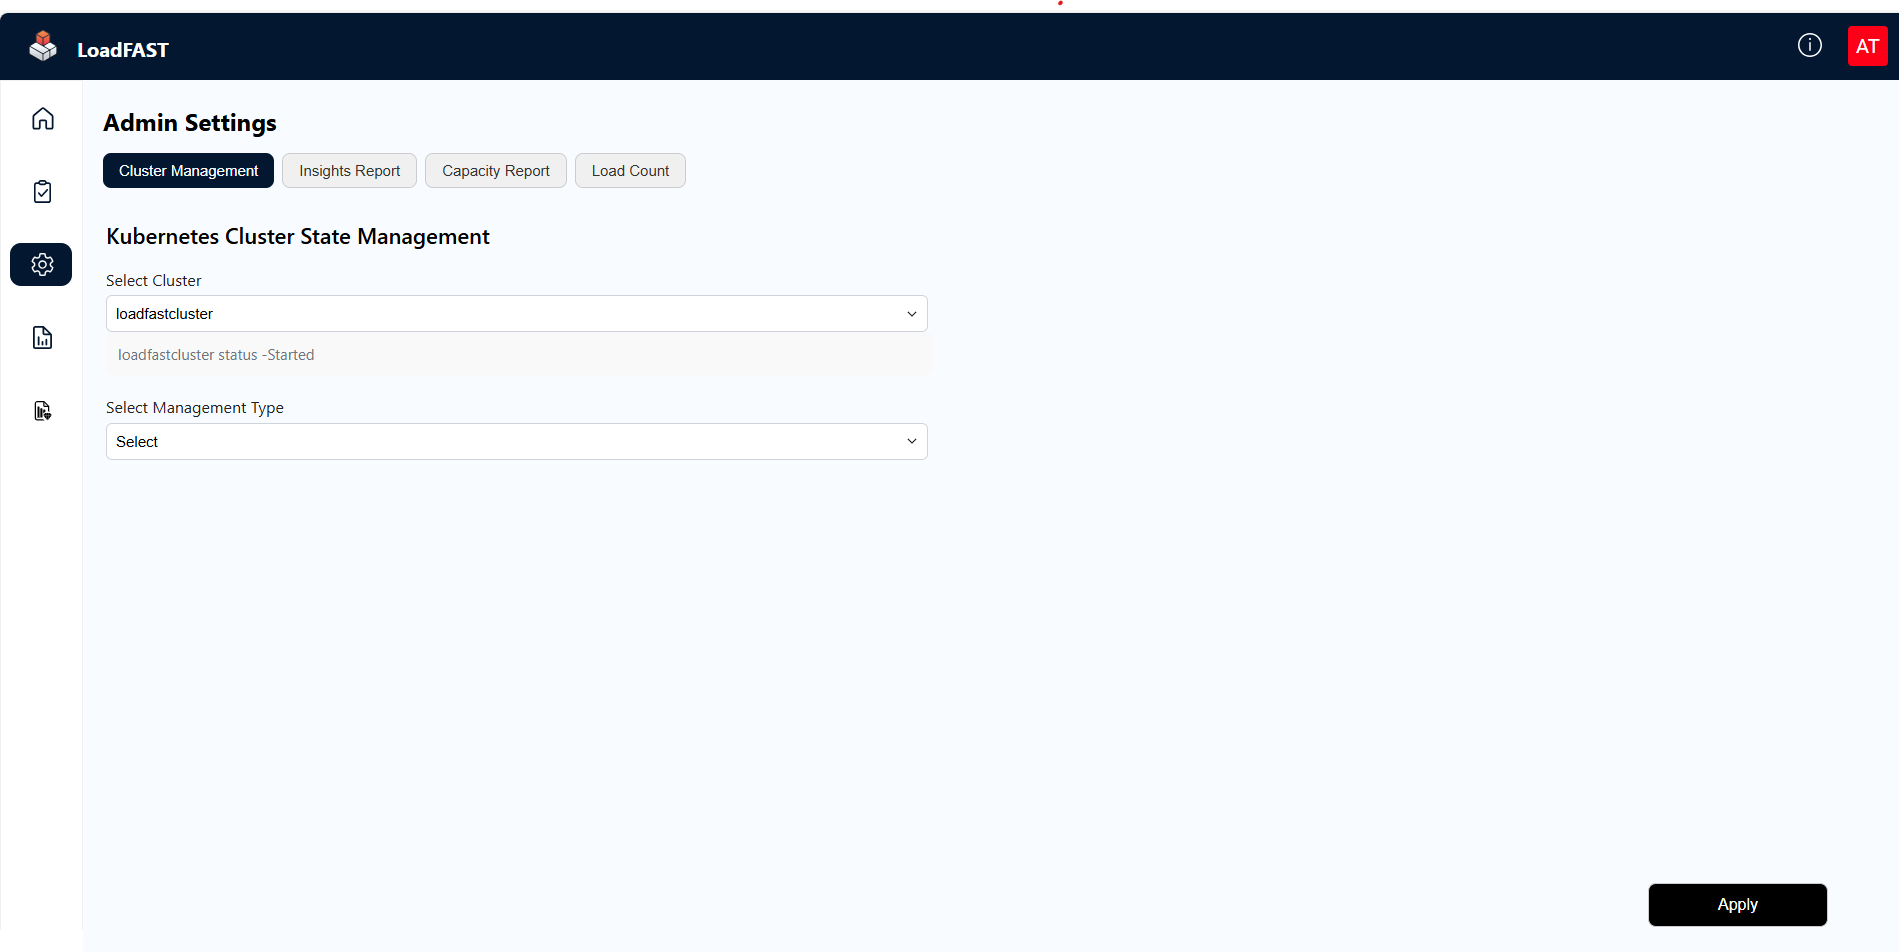 LoadFAST
AT
Admin Settings
Cluster Management
Insights Report
Capacity Report
Load Count
Kubernetes Cluster State Management
Select Cluster
loadfastcluster
loadfastcluster status -Started
Select Management Type
Select
Apply